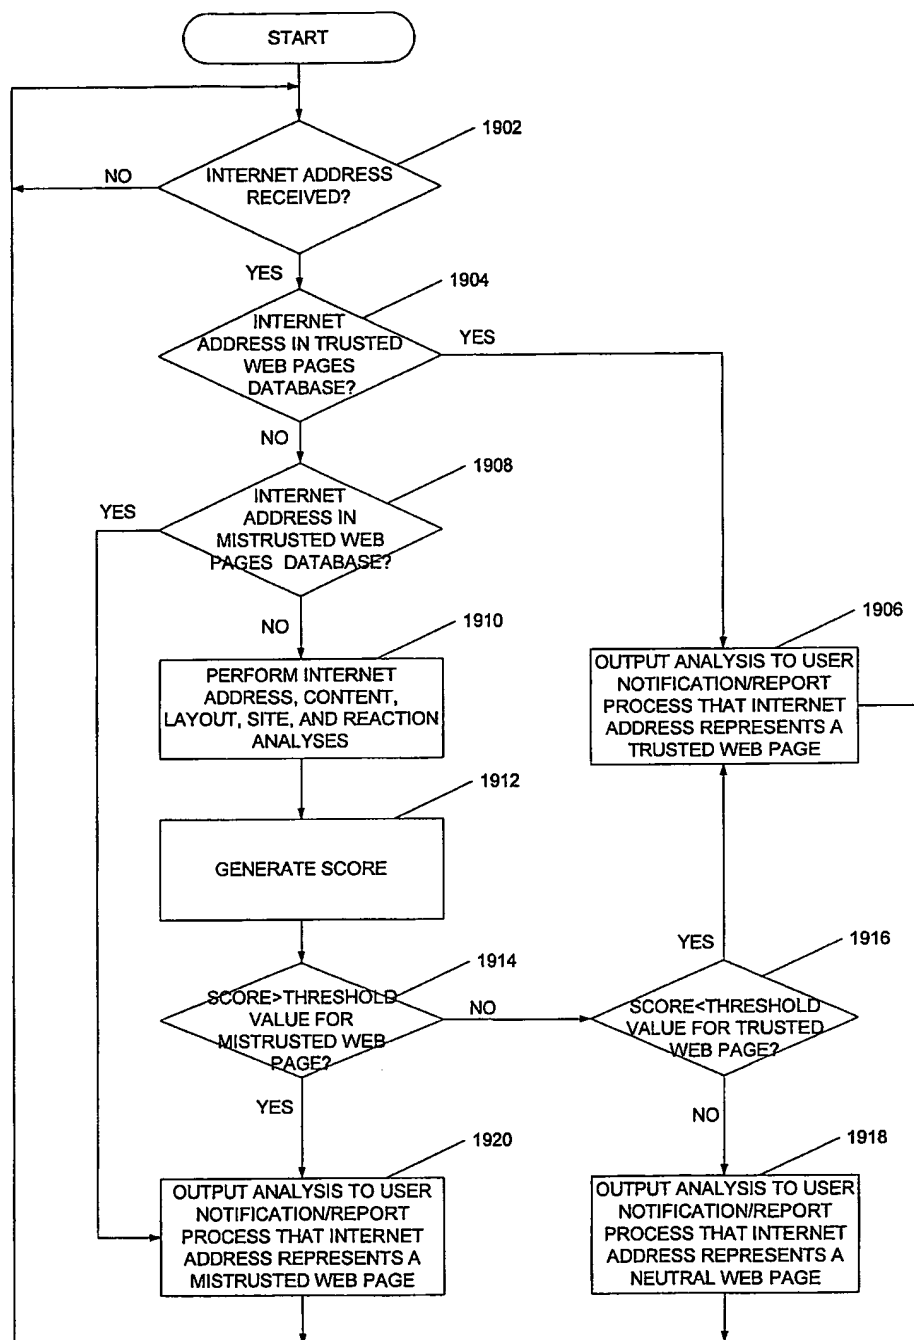 START
1902
INTERNET ADDRESS
RECEIVED?
NO
YES
1904
INTERNET
ADDRESS IN TRUSTED
WEB PAGES
DATABASE?
YES
NO
1908
INTERNET
ADDRESS IN
MISTRUSTED WEB
PAGES DATABASE?
YES
NO
1910
PERFORM INTERNET
ADDRESS, CONTENT,
LAYOUT, SITE, AND REACTION
ANALYSES
1906
OUTPUT ANALYSIS TO USER
NOTIFICATION/REPORT
PROCESS THAT INTERNET
ADDRESS REPRESENTS A
TRUSTED WEB PAGE
1912
GENERATE SCORE
1914
SCORE>THRESHOLD
VALUE FOR
MISTRUSTED WEB
PAGE?
NO
YES
1916
SCORE<THRESHOLD
VALUE FOR TRUSTED
WEB PAGE?
YES
NO
1920
OUTPUT ANALYSIS TO USER
NOTIFICATION/REPORT
PROCESS THAT INTERNET
ADDRESS REPRESENTS A
MISTRUSTED WEB PAGE
1918
OUTPUT ANALYSIS TO USER
NOTIFICATION/REPORT
PROCESS THAT INTERNET
ADDRESS REPRESENTS A
NEUTRAL WEB PAGE